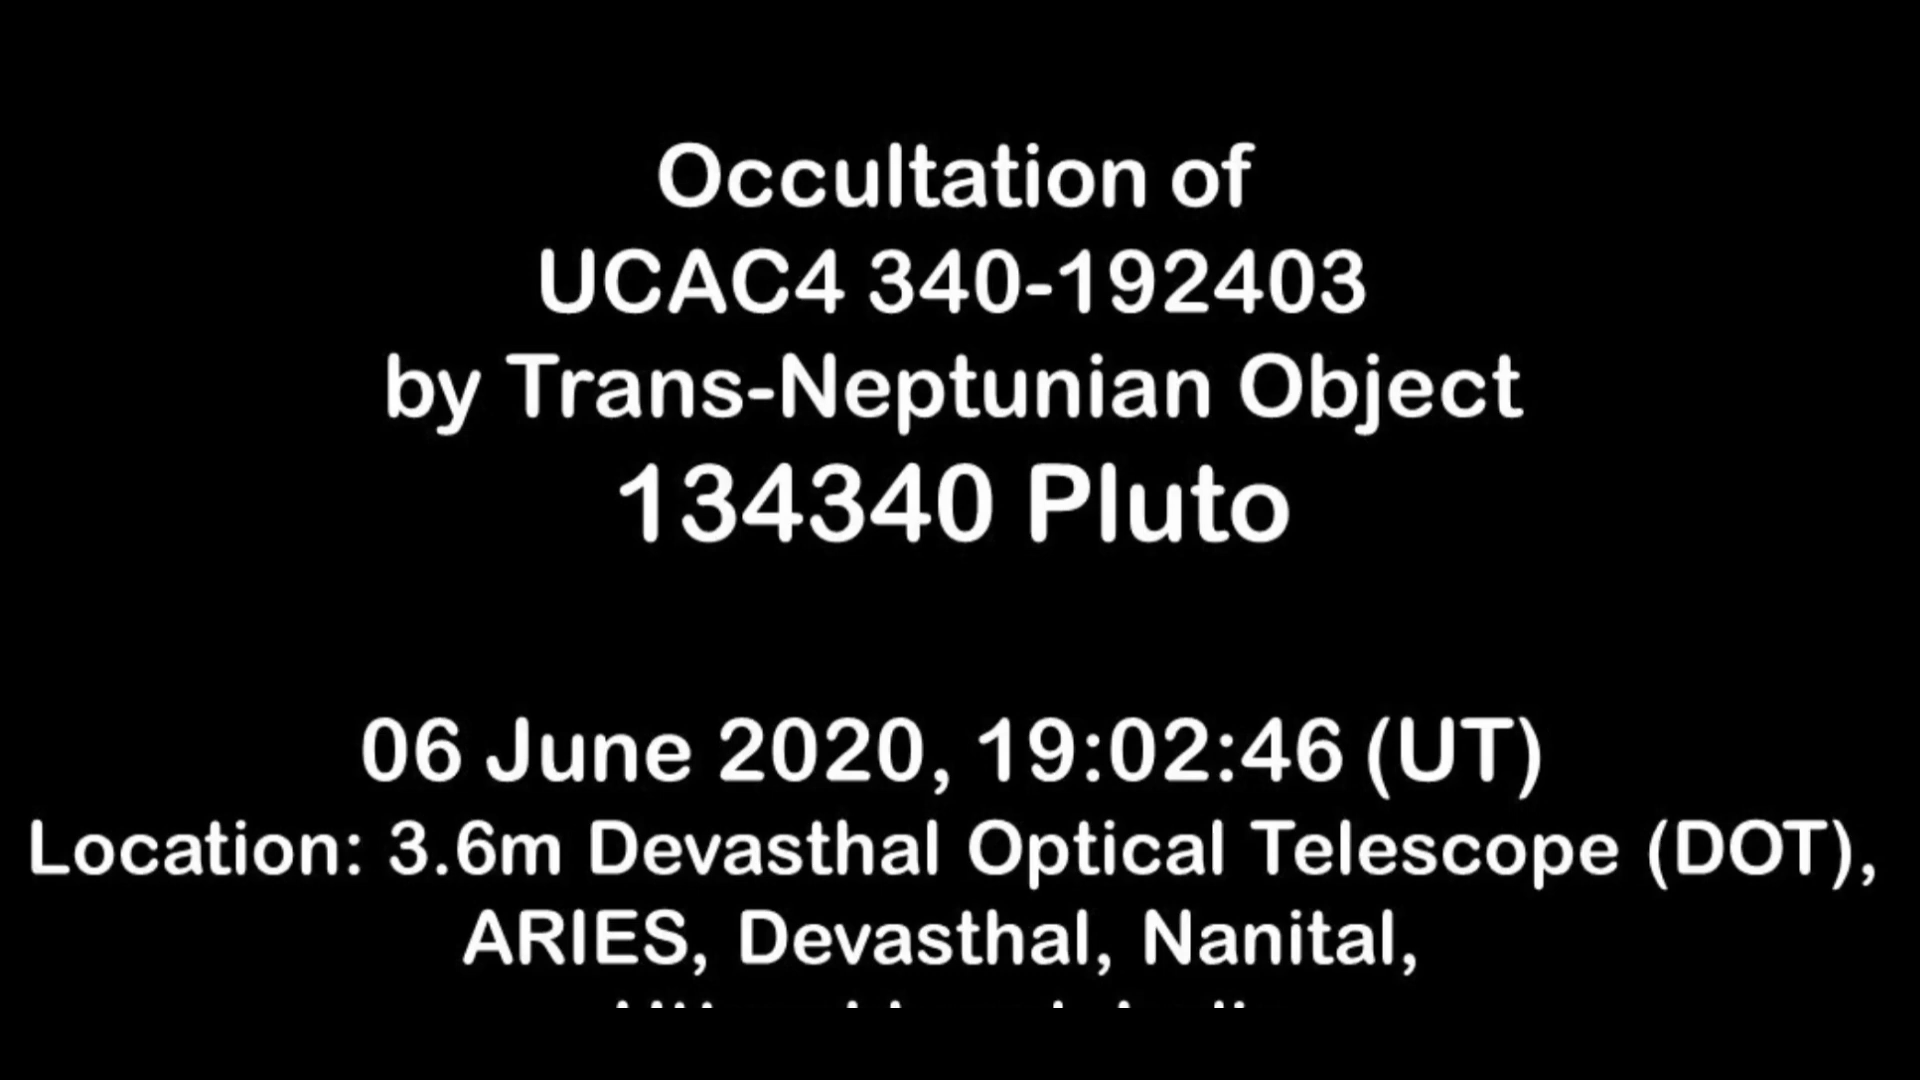 Occultation of
UCAC4 340-192403
by Trans-Neptunian Object
134340 Pluto
06 June 2020, 19:02:46 (UT)
Location: 3.6m Devasthal Optical Telescope (DOT),
ARIES, Devasthal, Nanital,